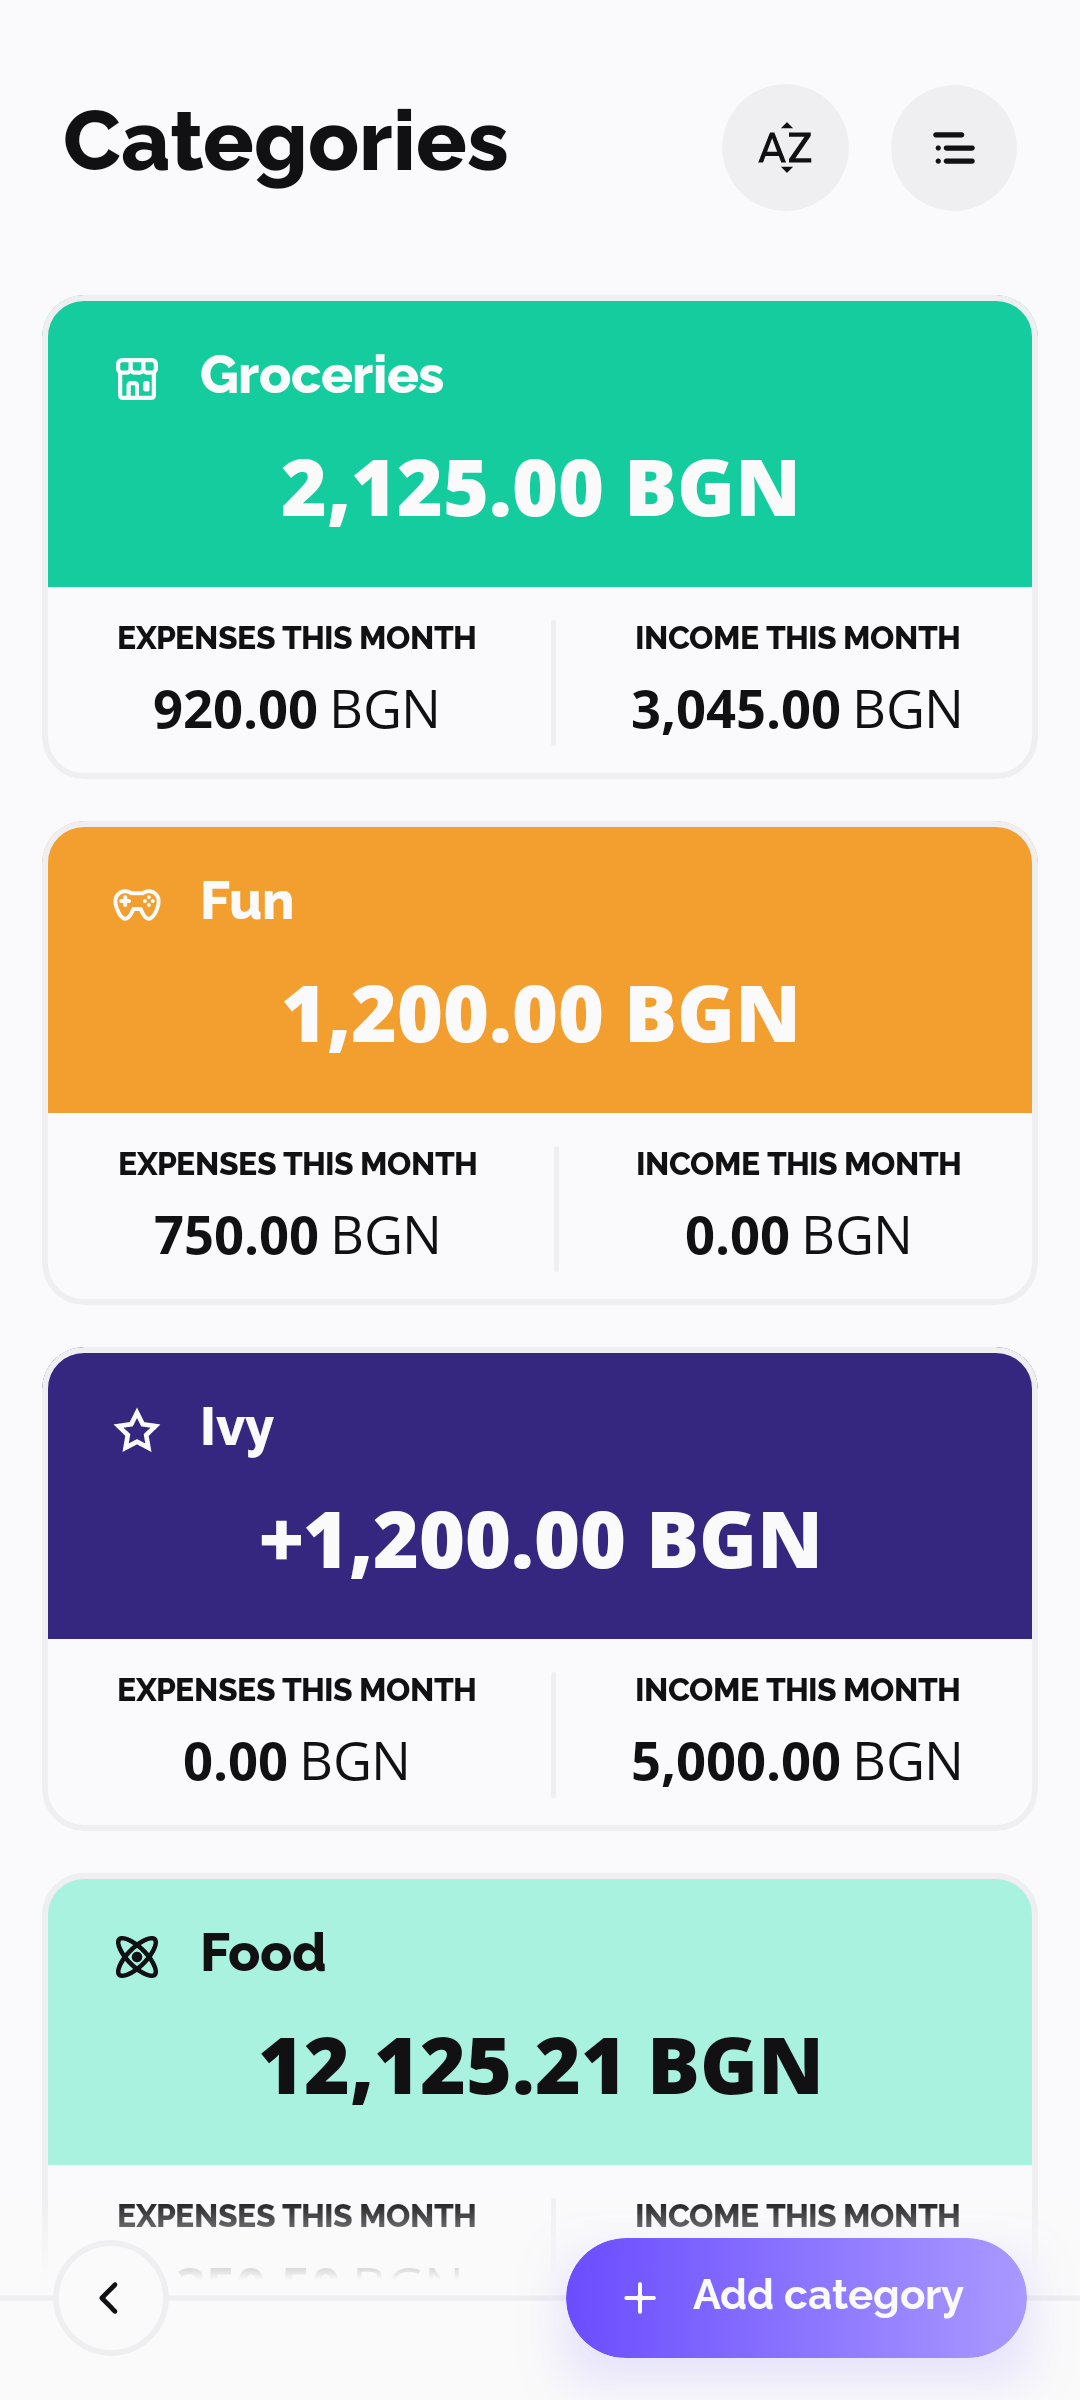 Categories
AZ
Groceries
2,125.00 BGN
EXPENSES THIS MONTH
INCOME THIS MONTH
920.00 BGN
3,045.00 BGN
Fun
1,200.00 BGN
EXPENSES THIS MONTH
INCOME THIS MONTH
750.00 BGN
0.00 BGN
Ivy
+1,200.00 BGN
EXPENSES THIS MONTH
INCOME THIS MONTH
0.00 BGN
5,000.00 BGN
Food
12,125.21 BGN
EXPENSES THIS MONTH
INCOME THIS MONTH
BGN
Add category